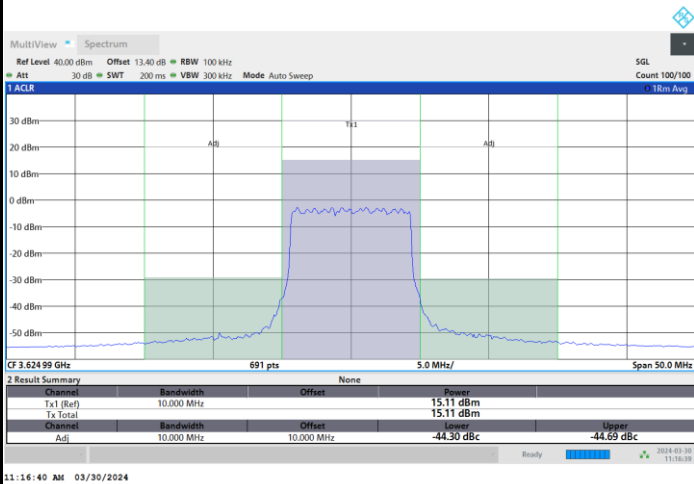 MultiView Spectrum
Ref Level 40.00 dBm Offset 13.40 dB RBW 100 kHz SGL
Att 30 dB SWT 200 ms VBW 300 kHz Mode Auto Sweep Count 100/100
1 ACLR 1Rm Avg
Tx1
Adj Adj
30 dBm
20 dBm
10 dBm
0 dBm
-10 dBm
-20 dBm
-30 dBm
-40 dBm
-50 dBm
CF 3.624 99 GHz 691 pts 5.0 MHz/ Span 50.0 MHz
2 Result Summary None
Channel Bandwidth Offset Power
Tx1 (Ref) 10.000 MHz 15.11 dBm
Tx Total 15.11 dBm
Channel Bandwidth Offset Lower Upper
Adj 10.000 MHz 10.000 MHz -44.30 dBc -44.69 dBc
Ready 2024-03-30
11:16:39
11:16:40 AM 03/30/2024